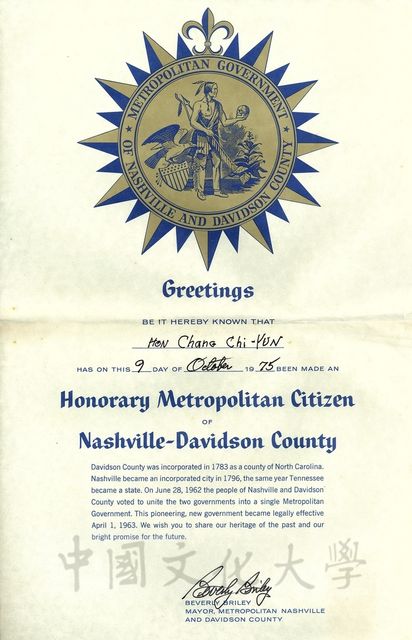 METROPOLITAN GOVERNMENT
OF NASHVILLE AND DAVIDSON COUNTY
Greetings
BE IT HEREBY KNOWN THAT
HON Chang Chi-YUN
HAS ON THIS 9 DAY OF October 1975 BEEN MADE AN
Honorary Metropolitan Citizen
OF
Nashville-Davidson County
Davidson County was incorporated in 1783 as a county of North Carolina.
Nashville became an incorporated city in 1796, the same year Tennessee
became a state. On June 28, 1962 the people of Nashville and Davidson
County voted to unite the two governments into a single Metropolitan
Government. This pioneering, new government became legally effective
April 1, 1963. We wish you to share our heritage of the past and our
bright promise for the future.
中國文化大學
Beverly Briley
BEVERLY BRILEY
MAYOR, METROPOLITAN NASHVILLE
AND DAVIDSON COUNTY